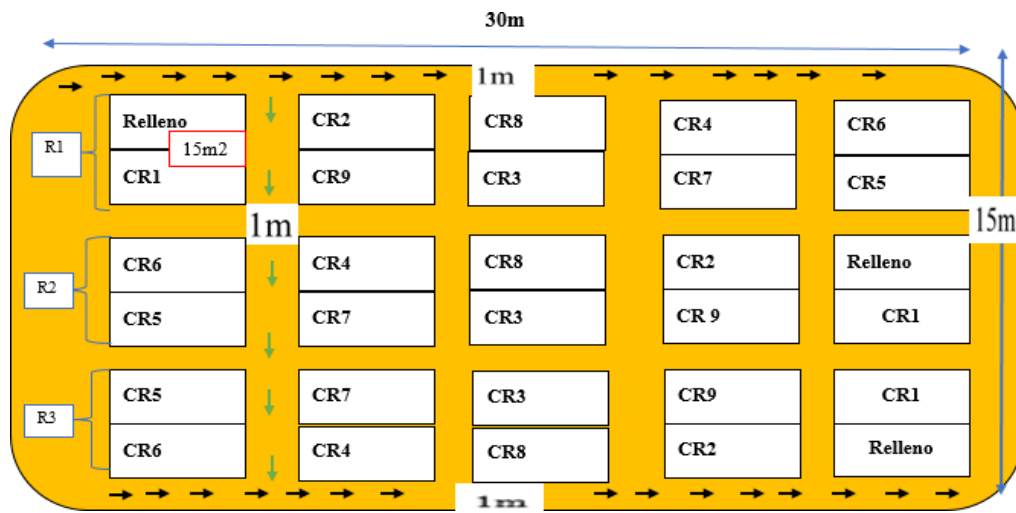 30m
1m
R1
Relleno
CR2
CR8
CR4
CR6
15m2
CR1
CR9
CR3
CR7
CR5
1m
15m
R2
CR6
CR4
CR8
CR2
Relleno
CR5
CR7
CR3
CR 9
CR1
R3
CR5
CR7
CR3
CR9
CR1
CR6
CR4
CR8
CR2
Relleno
1m